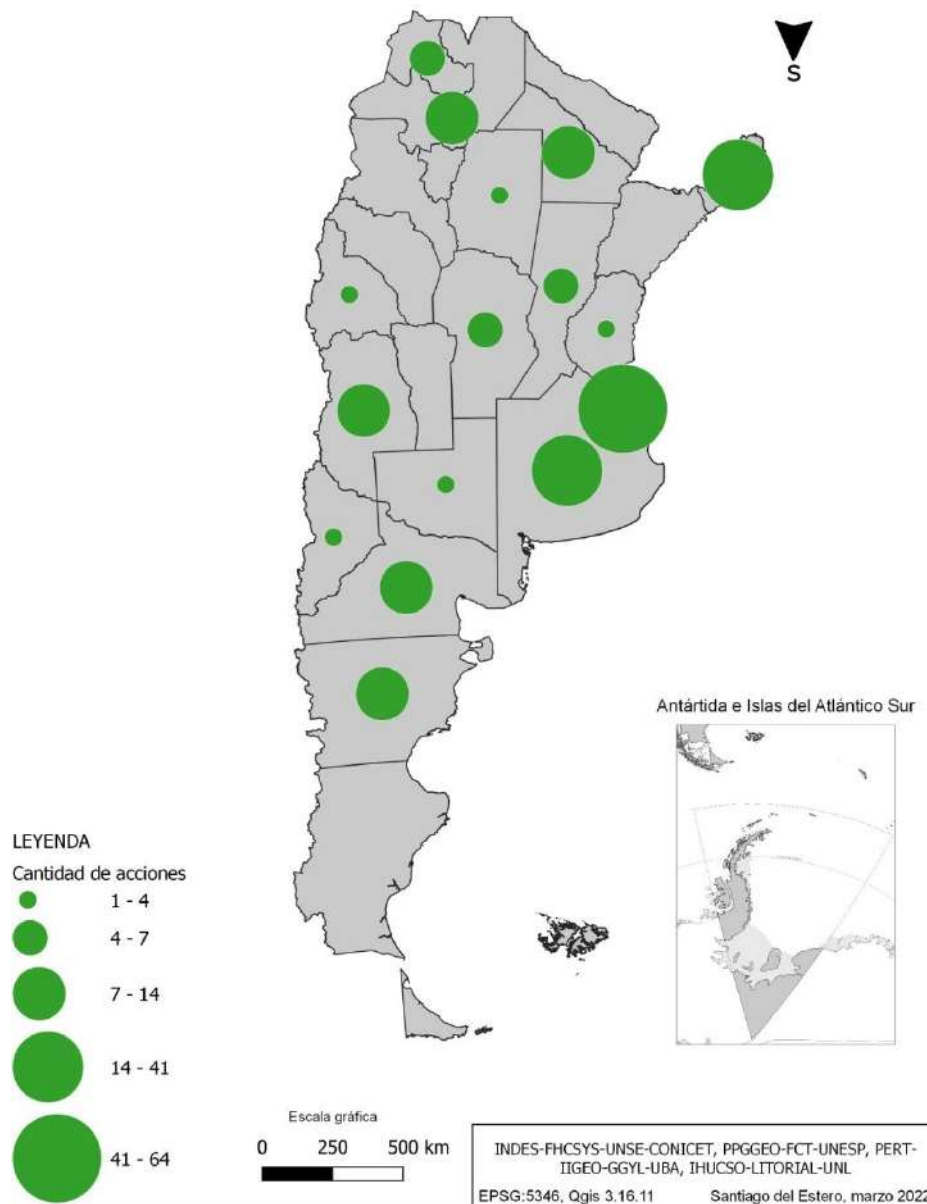 S
Antártida e Islas del Atlántico Sur
LEYENDA
Cantidad de acciones
1 - 4
4 - 7
7 - 14
14 - 41
41 - 64
Escala gráfica
0 250 500 km
INDES-FHCSYS-UNSE-CONICET, PPGGEO-FCT-UNESP, PERT-
IIGEO-GGYL-UBA, IHUCSO-LITORIAL-UNL
EPSG:5346, Qgis 3.16.11 Santiago del Estero, marzo 2022